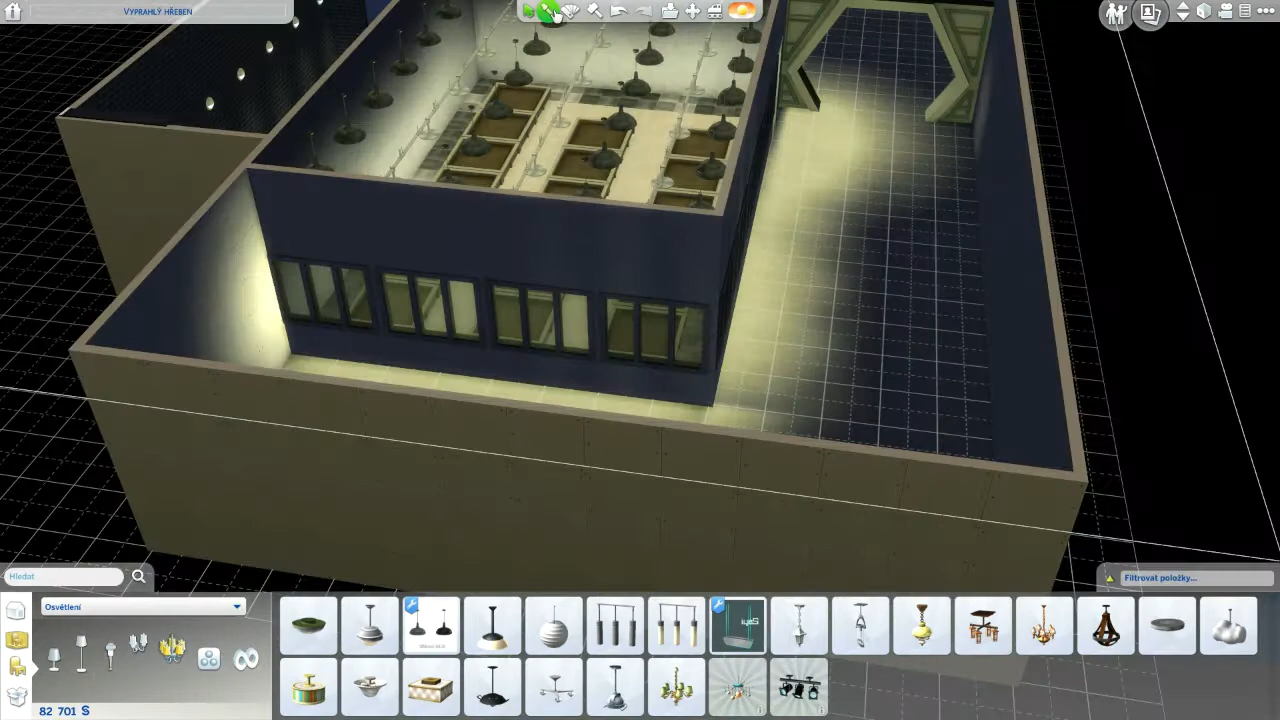 VYPRAHLÝ HŘEBEN
Hledat
Filtrovat položky...
Osvětlení
82 701 $